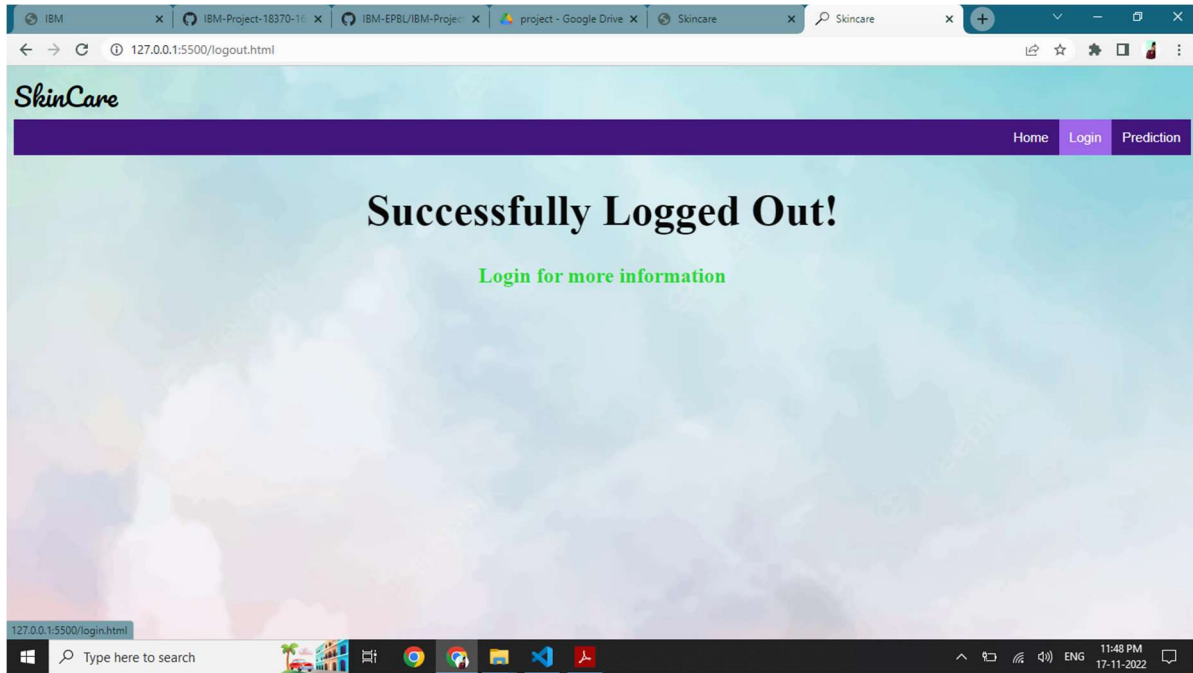 IBM
IBM-Project-18370-16
IBM-EPBL/IBM-Project
project - Google Drive
Skincare
Skincare
127.0.0.1:5500/logout.html
SkinCare
Home
Login
Prediction
Successfully Logged Out!
Login for more information
127.0.0.1:5500/login.html
Type here to search
ENG
11:48 PM
17-11-2022